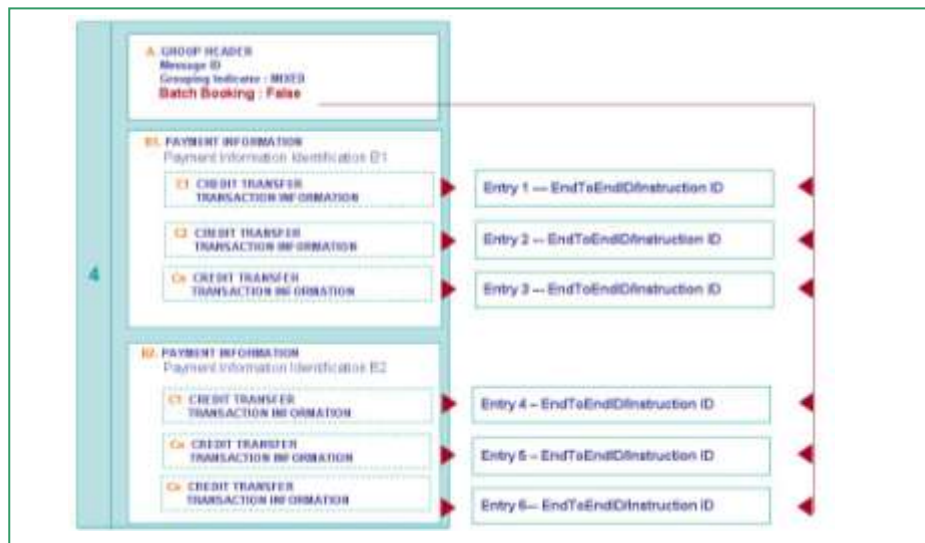 A. GROUP HEADER
Message ID
Grouping Indicator : MIXED
Batch Booking : False
B1. PAYMENT INFORMATION
Payment Information Identification B1
C1 CREDIT TRANSFER
TRANSACTION INFORMATION
Entry 1 --- EndToEndID/Instruction ID
C2 CREDIT TRANSFER
TRANSACTION INFORMATION
Entry 2 --- EndToEndID/Instruction ID
4
Cn CREDIT TRANSFER
TRANSACTION INFORMATION
Entry 3 --- EndToEndID/Instruction ID
B2. PAYMENT INFORMATION
Payment Information Identification B2
C1 CREDIT TRANSFER
TRANSACTION INFORMATION
Entry 4 – EndToEndID/Instruction ID
Cn CREDIT TRANSFER
TRANSACTION INFORMATION
Entry 5 – EndToEndID/Instruction ID
Cn CREDIT TRANSFER
TRANSACTION INFORMATION
Entry 6--- EndToEndID/Instruction ID